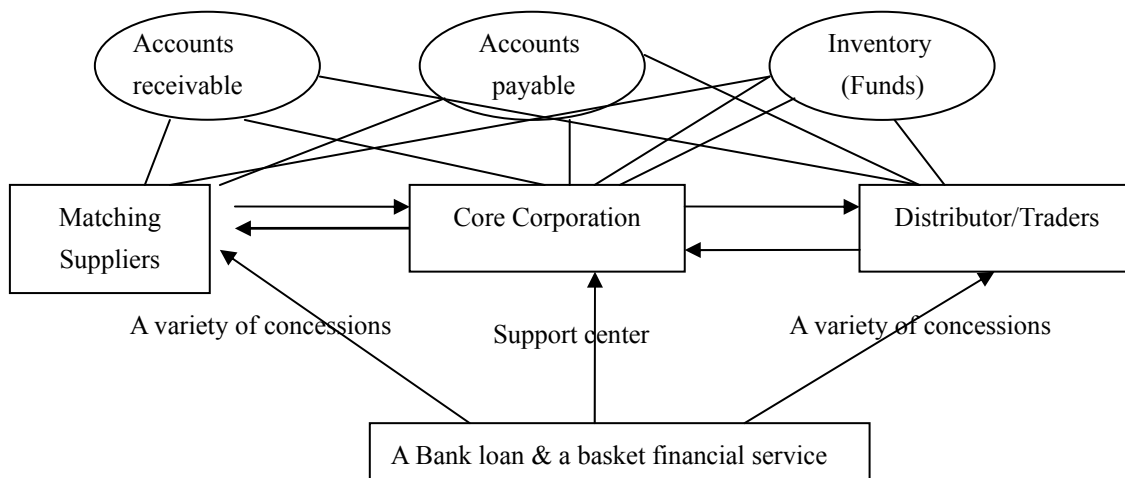 Accounts
receivable
Accounts
payable
Inventory
(Funds)
Matching
Suppliers
Core Corporation
Distributor/Traders
A variety of concessions
Support center
A variety of concessions
A Bank loan & a basket financial service